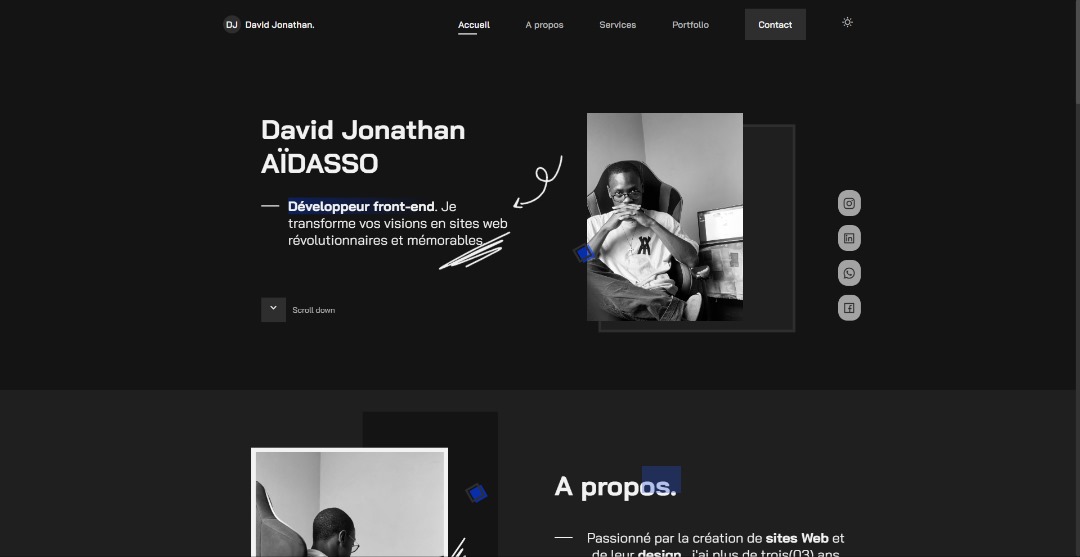 DJ David Jonathan.
Accueil
A propos
Services
Portfolio
Contact
David Jonathan
AÏDASSO
Développeur front-end. Je
transforme vos visions en sites web
révolutionnaires et mémorables
Scroll down
A propos.
Passionné par la création de sites Web et
de leur design, j'ai plus de trois(03) ans